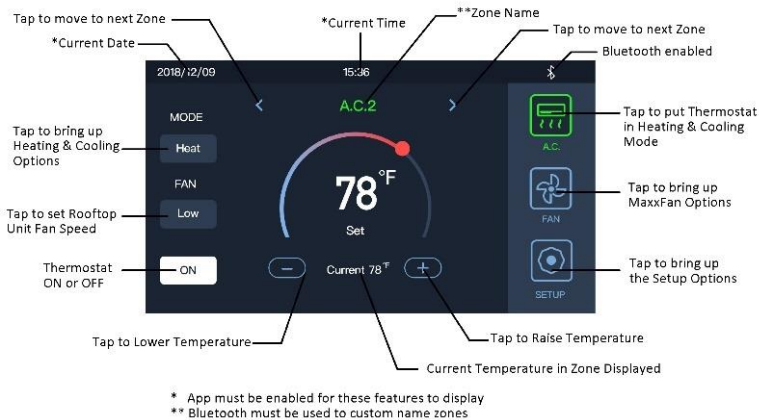 Tap to move to next Zone
*Current Time
**Zone Name
Tap to move to next Zone
*Current Date
Bluetooth enabled
2018/12/09
15:36
A.C.2
MODE
Tap to bring up
Heating & Cooling
Options
Heat
FAN
Tap to set Rooftop
Unit Fan Speed
Low
Thermostat
ON or OFF
ON
78°F
Set
Current 78°F
A.C.
Tap to put Thermostat
in Heating & Cooling
Mode
FAN
Tap to bring up
MaxxFan Options
SETUP
Tap to bring up
the Setup Options
Tap to Lower Temperature
Tap to Raise Temperature
Current Temperature in Zone Displayed
* App must be enabled for these features to display
** Bluetooth must be used to custom name zones